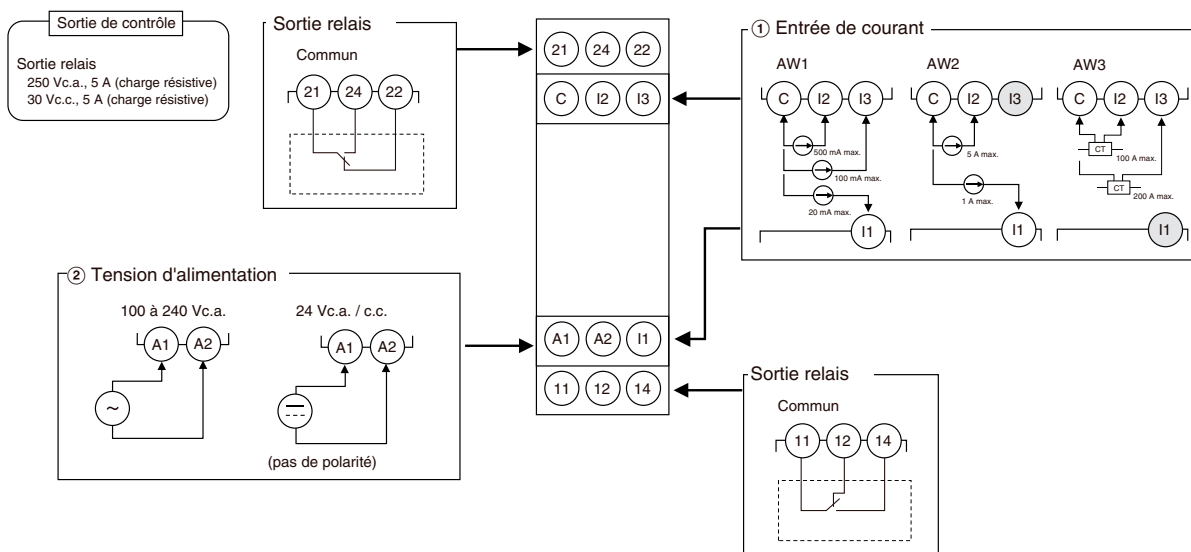 Sortie de contrôle
Sortie relais
250 Vc.a., 5 A (charge résistive)
30 Vc.c., 5 A (charge résistive)
Sortie relais
Commun
21 24 22
21 24 22
C I2 I3
① Entrée de courant
AW1
C I2 I3
500 mA max.
100 mA max.
20 mA max.
I1
AW2
C I2 I3
5 A max.
1 A max.
I1
AW3
C I2 I3
CT
100 A max.
CT
200 A max.
I1
② Tension d'alimentation
100 à 240 Vc.a.
A1 A2
~
24 Vc.a. / c.c.
A1 A2
(pas de polarité)
A1 A2 I1
11 12 14
Sortie relais
Commun
11 12 14